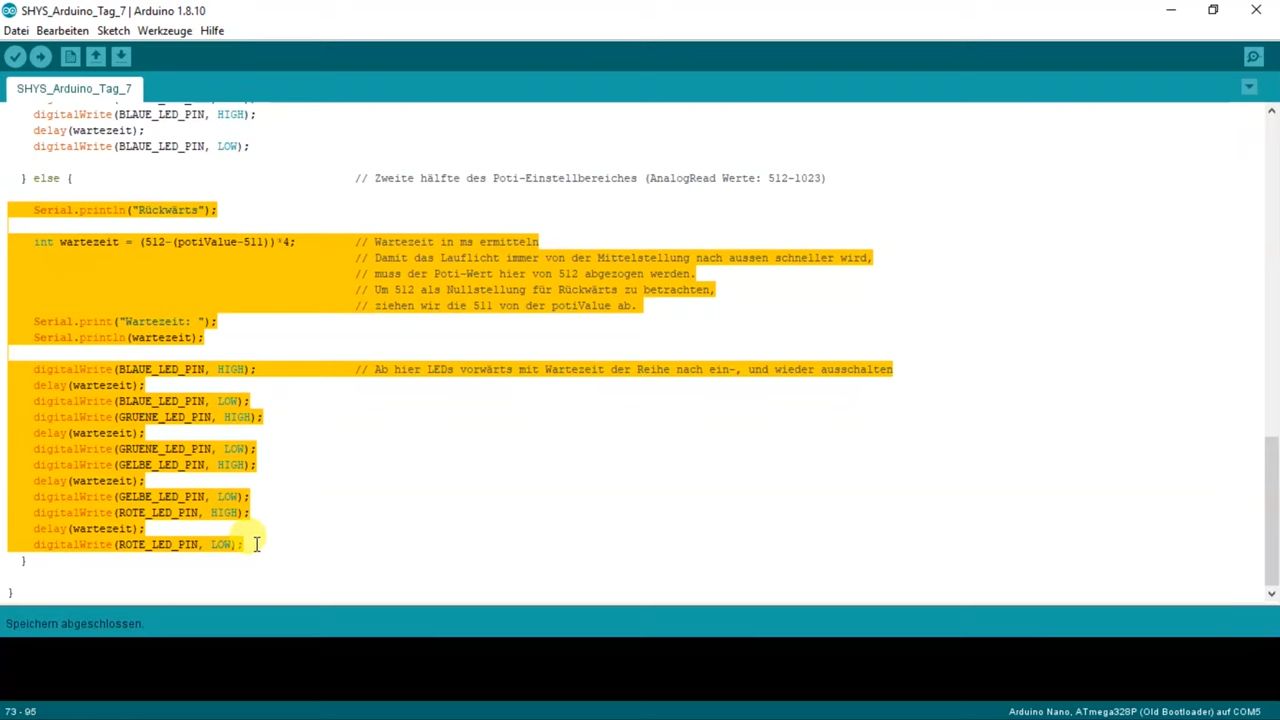 SHYS_Arduino_Tag_7 | Arduino 1.8.10
Datei Bearbeiten Sketch Werkzeuge Hilfe
SHYS_Arduino_Tag_7
digitalWrite(BLAUE_LED_PIN, HIGH);
delay(wartezeit);
digitalWrite(BLAUE_LED_PIN, LOW);
} else { // Zweite hälfte des Poti-Einstellbereiches (AnalogRead Werte: 512-1023)
Serial.println("Rückwärts");
int wartezeit = (512-(potiValue-511))*4; // Wartezeit in ms ermitteln
// Damit das Lauflicht immer von der Mittelstellung nach aussen schneller wird,
// muss der Poti-Wert hier von 512 abgezogen werden.
// Um 512 als Nullstellung für Rückwärts zu betrachten,
// ziehen wir die 511 von der potiValue ab.
Serial.print("Wartezeit: ");
Serial.println(wartezeit);
digitalWrite(BLAUE_LED_PIN, HIGH); // Ab hier LEDs vorwärts mit Wartezeit der Reihe nach ein-, und wieder ausschalten
delay(wartezeit);
digitalWrite(BLAUE_LED_PIN, LOW);
digitalWrite(GRUENE_LED_PIN, HIGH);
delay(wartezeit);
digitalWrite(GRUENE_LED_PIN, LOW);
digitalWrite(GELBE_LED_PIN, HIGH);
delay(wartezeit);
digitalWrite(GELBE_LED_PIN, LOW);
digitalWrite(ROTE_LED_PIN, HIGH);
delay(wartezeit);
digitalWrite(ROTE_LED_PIN, LOW);
}
}
Speichern abgeschlossen.
73 - 95 Arduino Nano, ATmega328P (Old Bootloader) auf COM5